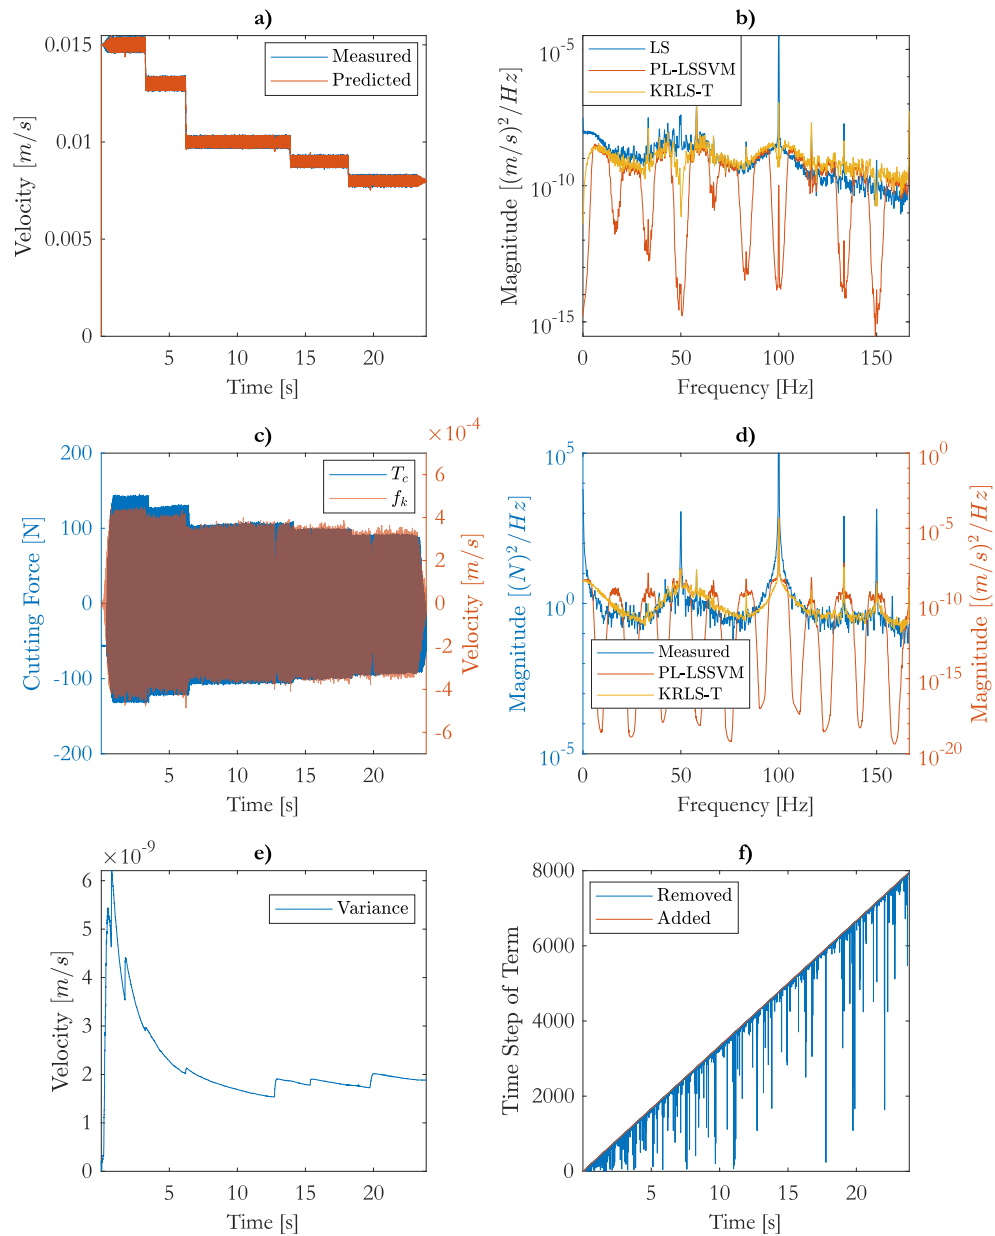 a)
0.015
0.01
0.005
0
Velocity [m/s]
Measured
Predicted
5 10 15 20
Time [s]
b)
10^-5
10^-10
10^-15
Magnitude [(m/s)^2/Hz]
LS
PL-LSSVM
KRLS-T
0 50 100 150
Frequency [Hz]
c)
×10^-4
200
100
0
-100
-200
Cutting Force [N]
T_c
f_k
6
4
2
0
-2
-4
-6
Velocity [m/s]
5 10 15 20
Time [s]
d)
10^5
10^0
10^-5
Magnitude [(N)^2/Hz]
Measured
PL-LSSVM
KRLS-T
10^0
10^-5
10^-10
10^-15
10^-20
Magnitude [(m/s)^2/Hz]
0 50 100 150
Frequency [Hz]
e)
×10^-9
6
5
4
3
2
1
0
Velocity [m/s]
Variance
5 10 15 20
Time [s]
f)
8000
6000
4000
2000
0
Time Step of Term
Removed
Added
5 10 15 20
Time [s]